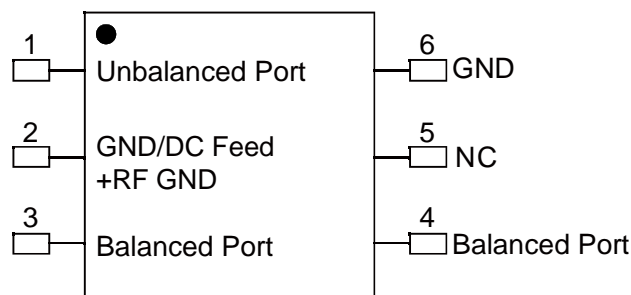 1
Unbalanced Port
6
GND
2
GND/DC Feed
+RF GND
5
NC
3
Balanced Port
4
Balanced Port